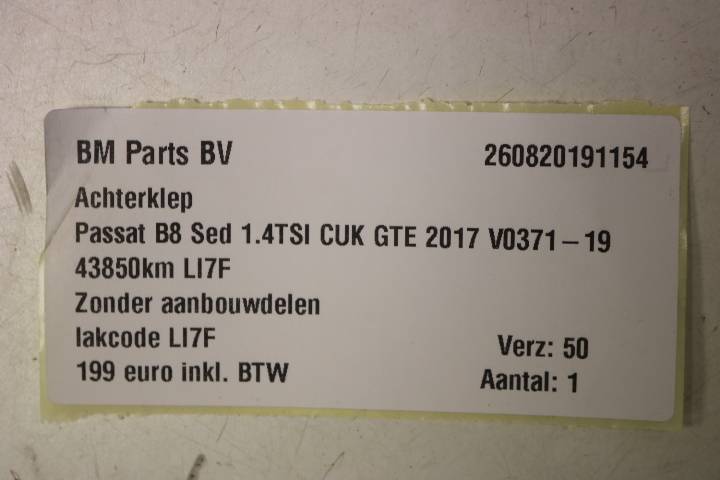 BM Parts BV 260820191154
Achterklep
Passat B8 Sed 1.4TSI CUK GTE 2017 V0371-19
43850km LI7F
Zonder aanbouwdelen
lakcode LI7F Verz: 50
199 euro inkl. BTW Aantal: 1